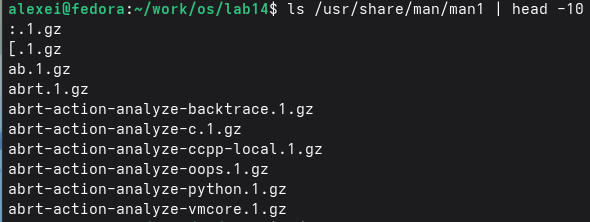 alexei@fedora:~/work/os/lab14$ ls /usr/share/man/man1 | head -10
:.1.gz
[.1.gz
ab.1.gz
abrt.1.gz
abrt-action-analyze-backtrace.1.gz
abrt-action-analyze-c.1.gz
abrt-action-analyze-ccpp-local.1.gz
abrt-action-analyze-oops.1.gz
abrt-action-analyze-python.1.gz
abrt-action-analyze-vmcore.1.gz